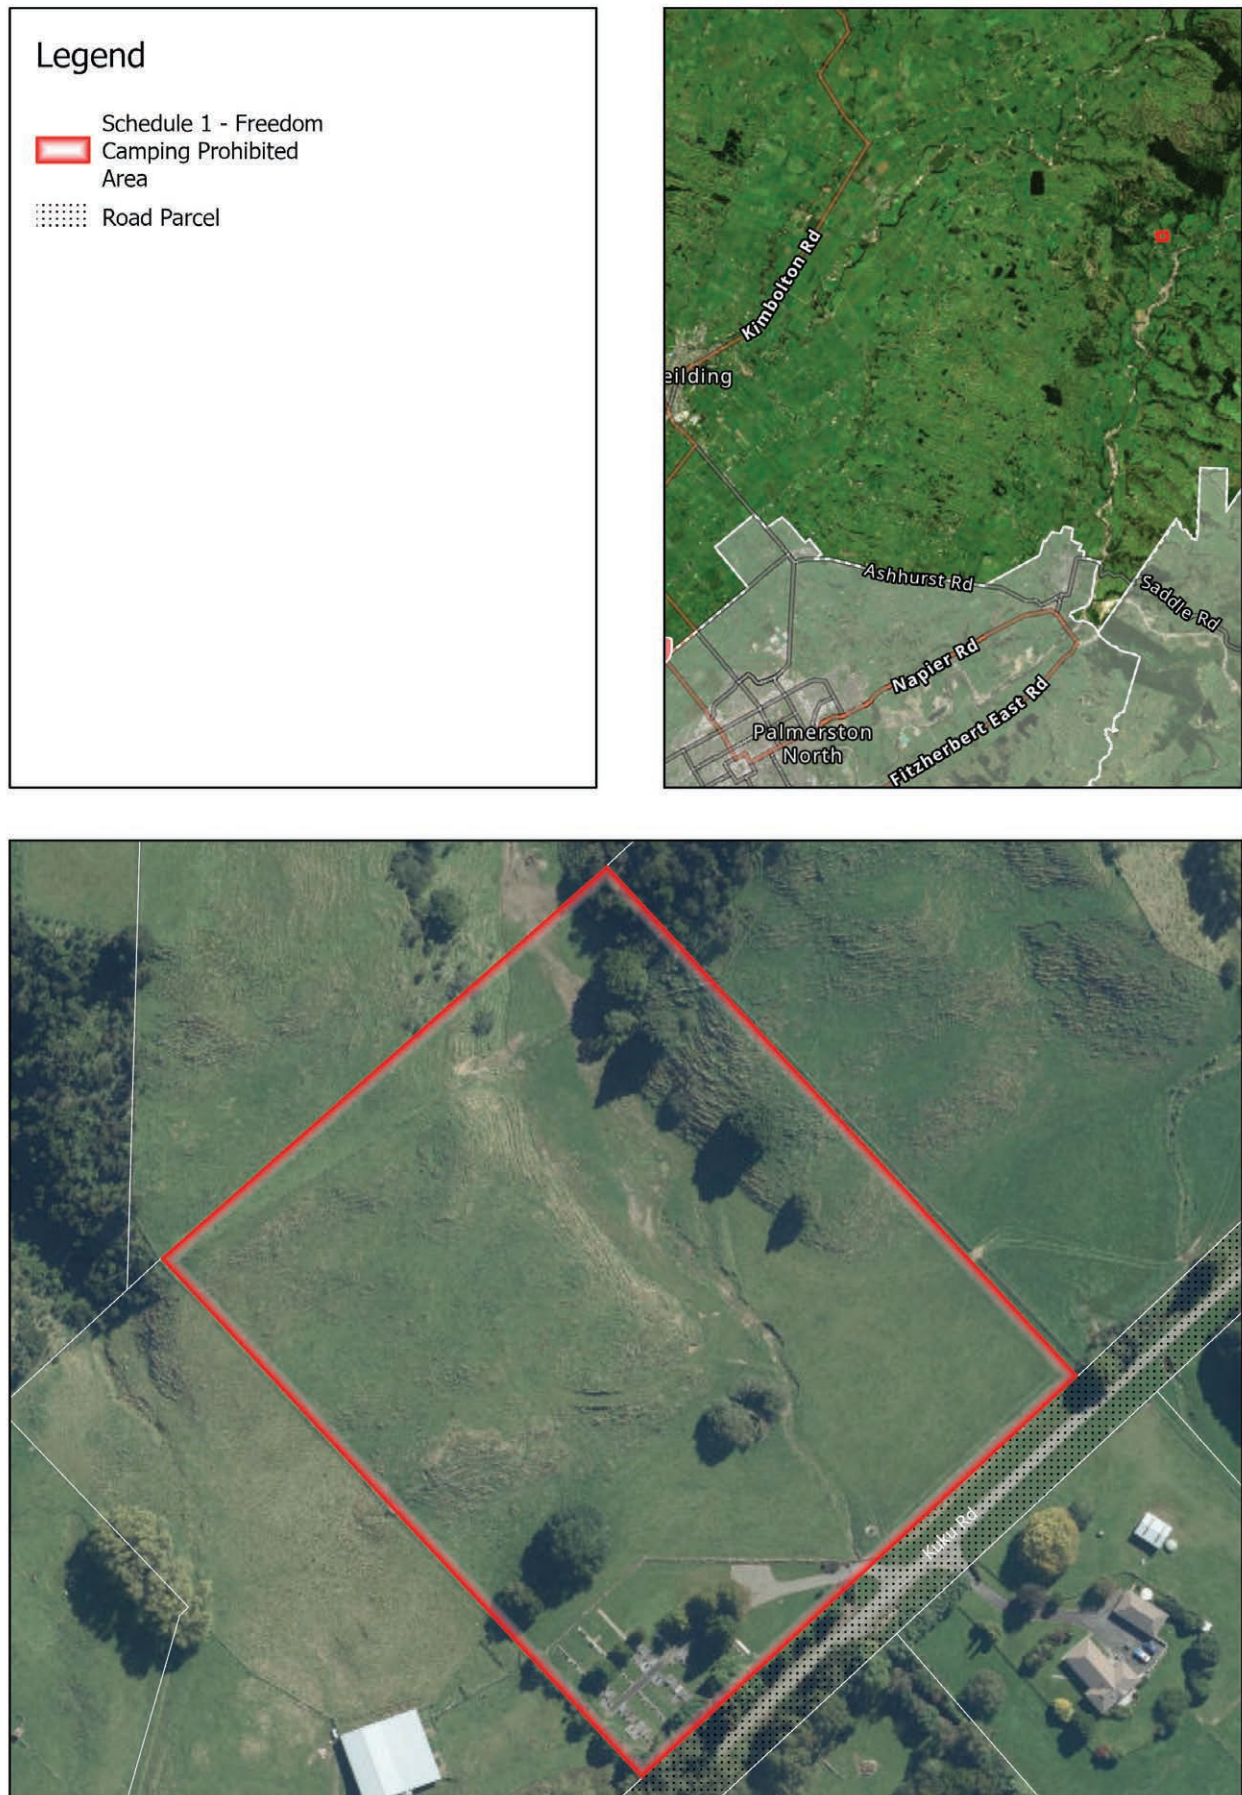 Legend
Schedule 1 - Freedom
Camping Prohibited
Area
Road Parcel
Kimbolton Rd
eilding
Ashhurst Rd
Saddle Rd
Napier Rd
Fitzherbert East Rd
Palmerston
North
Kuku Rd